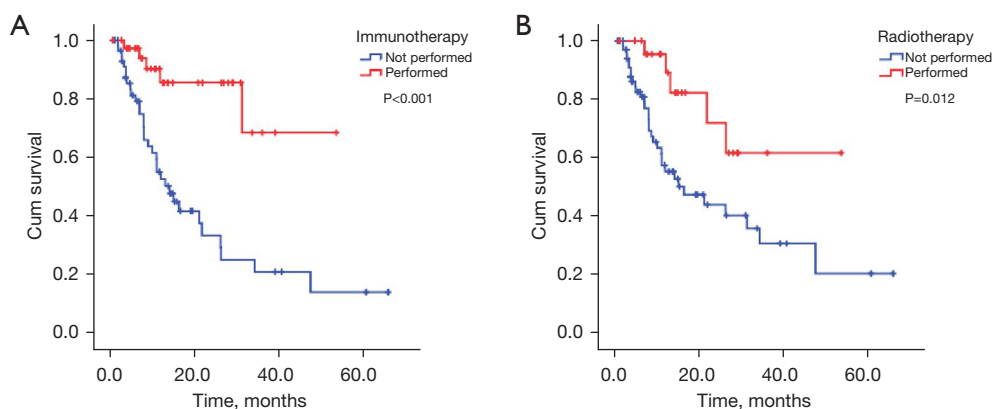 A
Immunotherapy
Not performed
Performed
P<0.001
Cum survival
1.0
0.8
0.6
0.4
0.2
0.0
0.0 20.0 40.0 60.0
Time, months
B
Radiotherapy
Not performed
Performed
P=0.012
Cum survival
1.0
0.8
0.6
0.4
0.2
0.0
0.0 20.0 40.0 60.0
Time, months